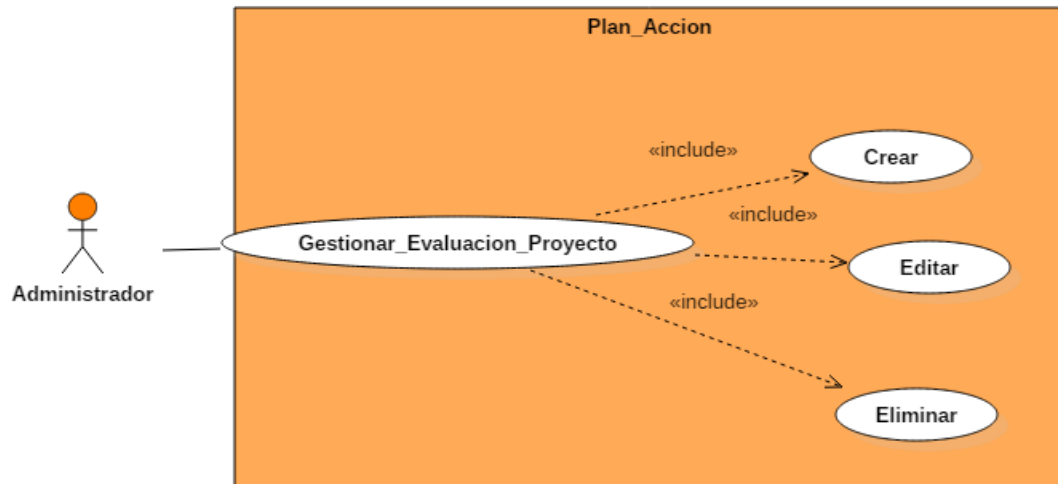 Plan_Accion
«include»
Crear
«include»
Gestionar_Evaluacion_Proyecto
Editar
Administrador
«include»
Eliminar